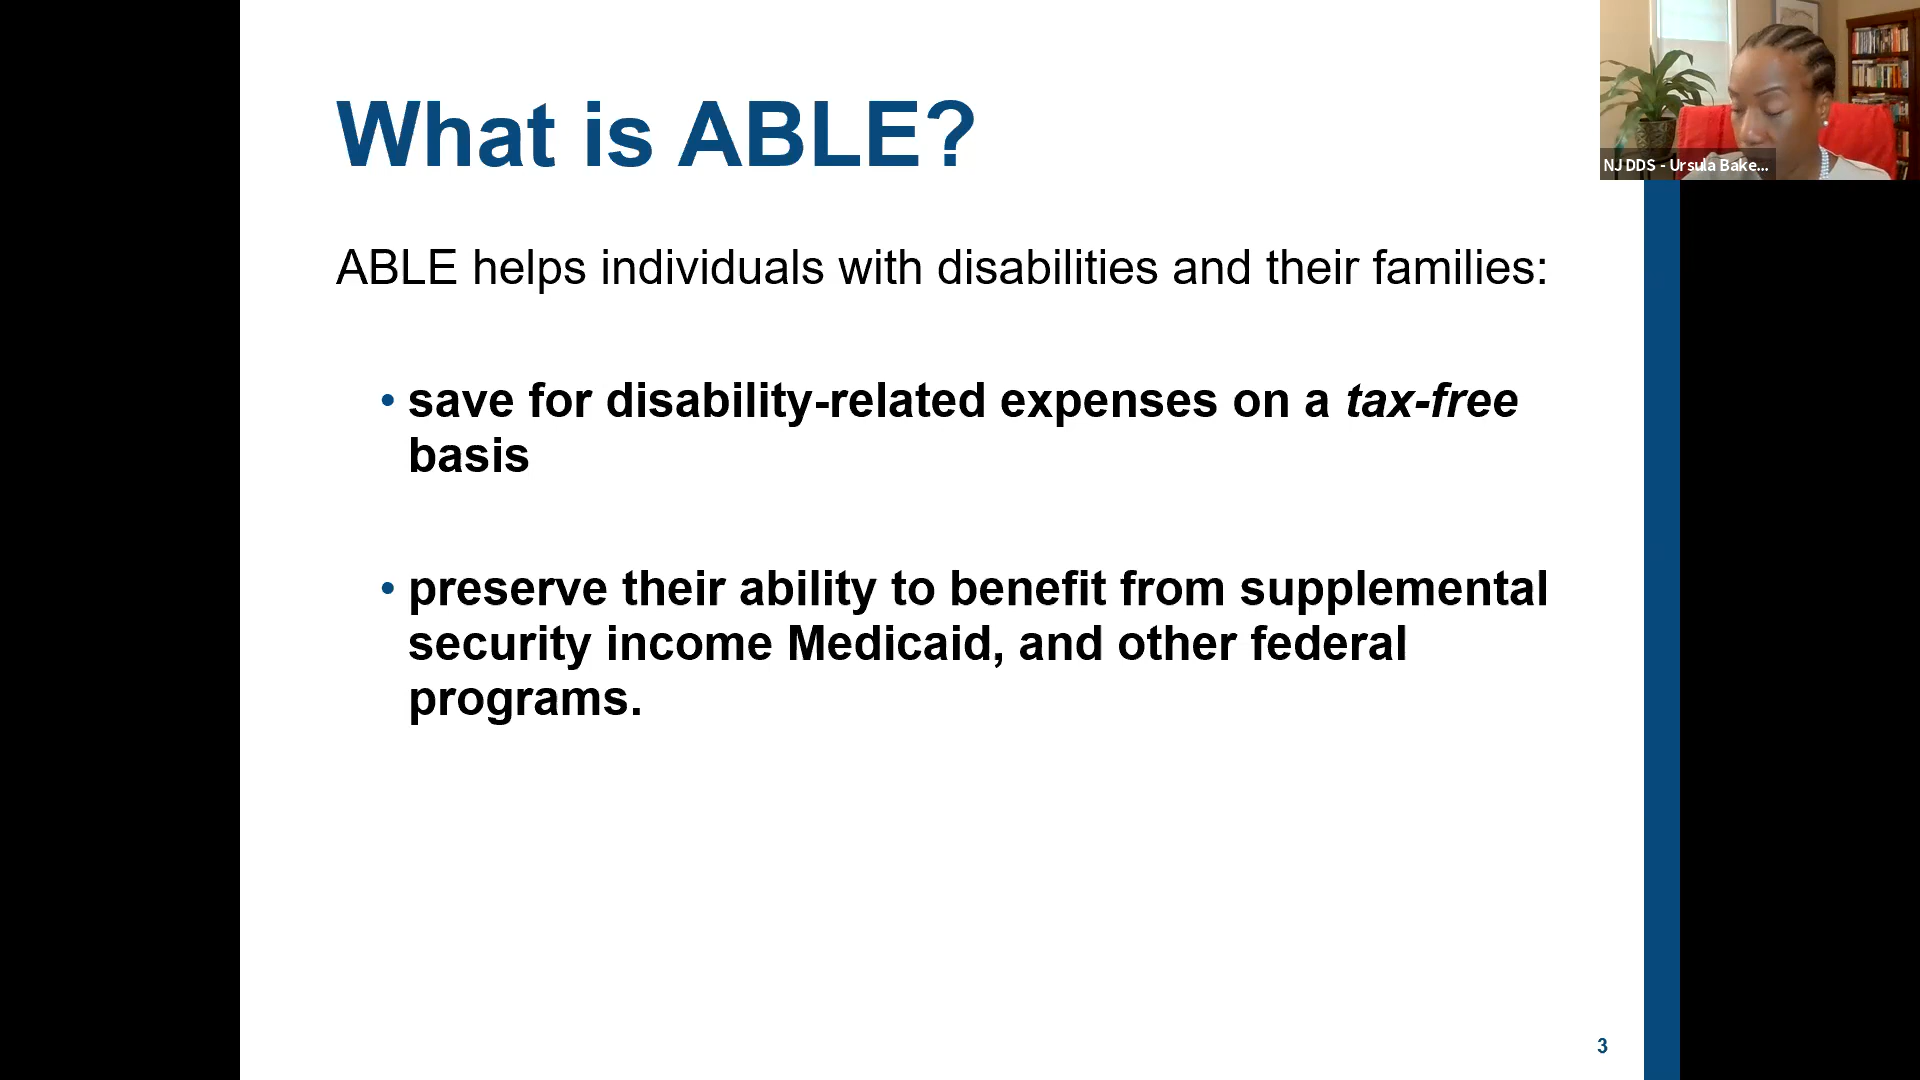 What is ABLE?
NJ DDS - Ursula Bake...
ABLE helps individuals with disabilities and their families:
• save for disability-related expenses on a tax-free
basis
• preserve their ability to benefit from supplemental
security income Medicaid, and other federal
programs.
3